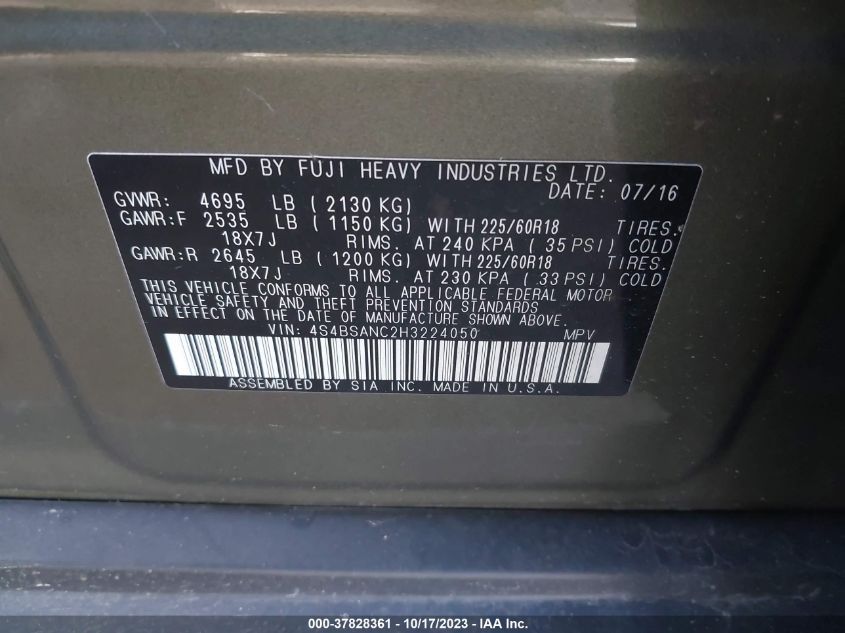 MFD BY FUJI HEAVY INDUSTRIES LTD.
DATE: 07/16
GVWR: 4695 LB ( 2130 KG)
GAWR:F 2535 LB ( 1150 KG) WITH 225/60R18 TIRES.
18X7J RIMS. AT 240 KPA ( 35 PSI) COLD
GAWR:R 2645 LB ( 1200 KG) WITH 225/60R18 TIRES.
18X7J RIMS. AT 230 KPA ( 33 PSI) COLD
THIS VEHICLE CONFORMS TO ALL APPLICABLE FEDERAL MOTOR
VEHICLE SAFETY AND THEFT PREVENTION STANDARDS
IN EFFECT ON THE DATE OF MANUFACTURE SHOWN ABOVE.
VIN: 4S4BSANC2H3224050 MPV
ASSEMBLED BY SIA INC. MADE IN U.S.A.
000-37828361 - 10/17/2023 - IAA Inc.